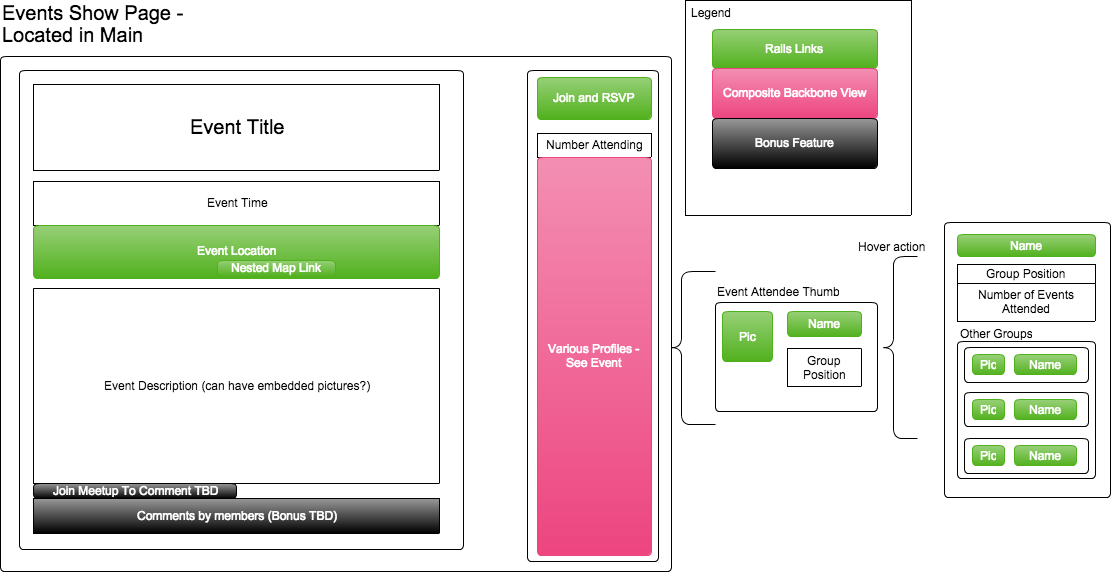 Events Show Page -
Located in Main
Event Title
Event Time
Event Location
Nested Map Link
Event Description (can have embedded pictures?)
Join Meetup To Comment TBD
Comments by members (Bonus TBD)
Join and RSVP
Number Attending
Various Profiles -
See Event
Legend
Rails Links
Composite Backbone View
Bonus Feature
Event Attendee Thumb
Pic
Name
Group
Position
Hover action
Name
Group Position
Number of Events
Attended
Other Groups
Pic
Name
Pic
Name
Pic
Name